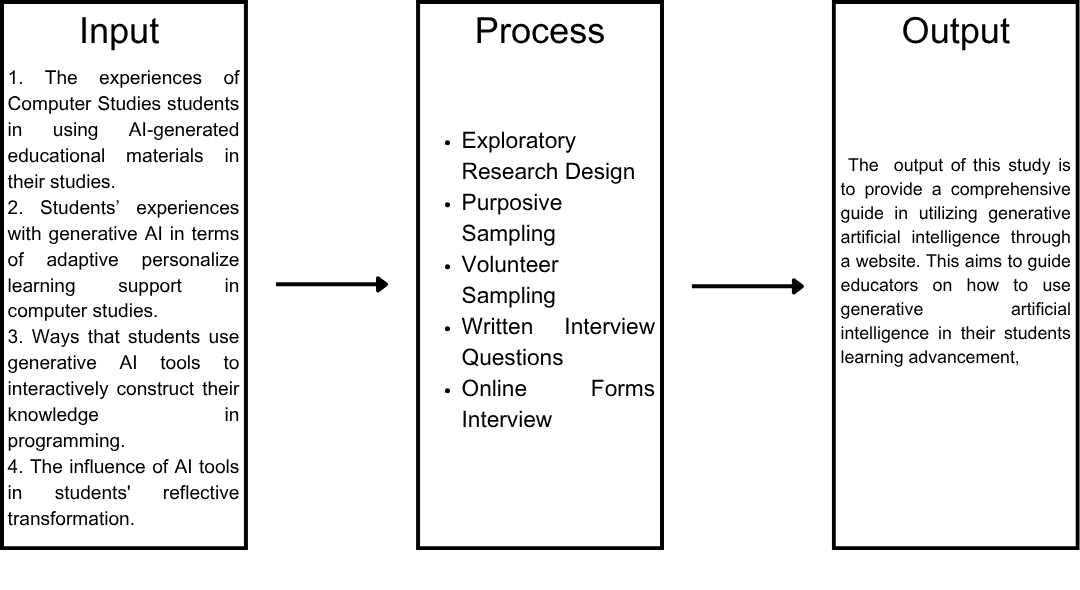 Input
1. The experiences of
Computer Studies students
in using AI-generated
educational materials in
their studies.
2. Students’ experiences
with generative AI in terms
of adaptive personalize
learning support in
computer studies.
3. Ways that students use
generative AI tools to
interactively construct their
knowledge in
programming.
4. The influence of AI tools
in students' reflective
transformation.
Process
• Exploratory
Research Design
• Purposive
Sampling
• Volunteer
Sampling
• Written Interview
Questions
• Online Forms
Interview
Output
The output of this study is
to provide a comprehensive
guide in utilizing generative
artificial intelligence through
a website. This aims to guide
educators on how to use
generative artificial
intelligence in their students
learning advancement,